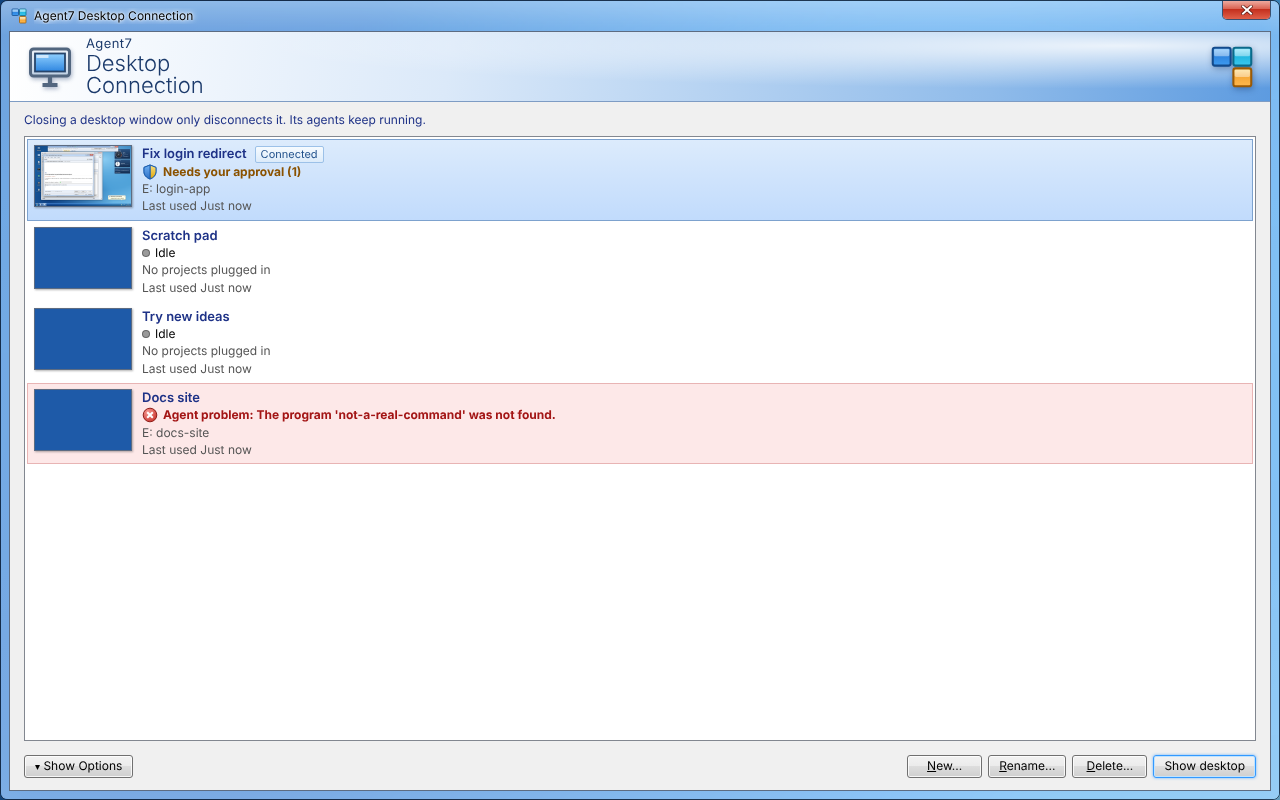 Agent7 Desktop Connection
Agent7
Desktop
Connection
Closing a desktop window only disconnects it. Its agents keep running.
Fix login redirect Connected
Needs your approval (1)
E: login-app
Last used Just now
Scratch pad
Idle
No projects plugged in
Last used Just now
Try new ideas
Idle
No projects plugged in
Last used Just now
Docs site
Agent problem: The program 'not-a-real-command' was not found.
E: docs-site
Last used Just now
Show Options New... Rename... Delete... Show desktop